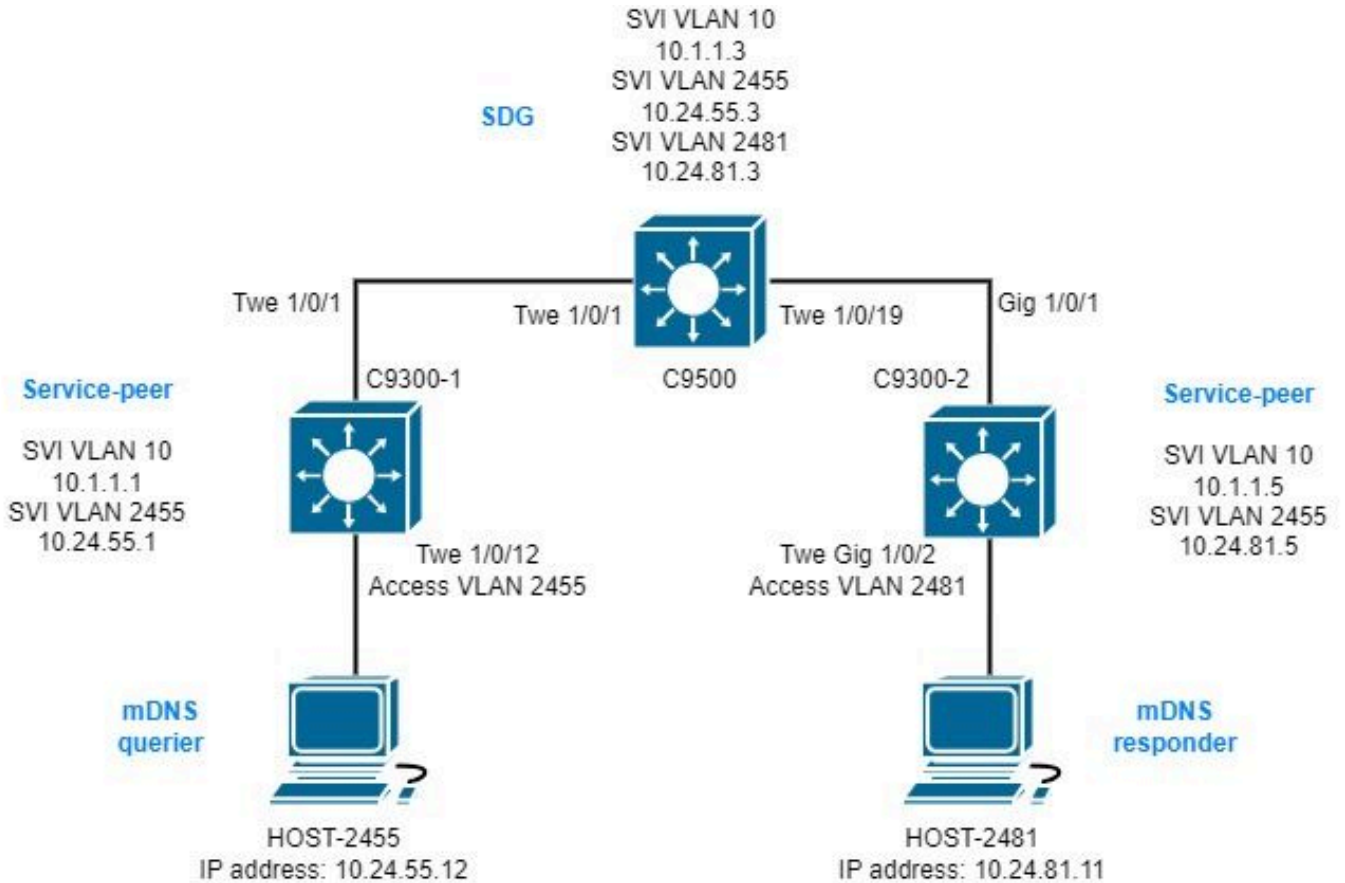 SVI VLAN 10
10.1.1.3
SVI VLAN 2455
10.24.55.3
SVI VLAN 2481
10.24.81.3
SDG
Twe 1/0/1
Twe 1/0/1
Twe 1/0/19
Gig 1/0/1
C9300-1
C9500
C9300-2
Service-peer
SVI VLAN 10
10.1.1.1
SVI VLAN 2455
10.24.55.1
Service-peer
SVI VLAN 10
10.1.1.5
SVI VLAN 2455
10.24.81.5
Twe 1/0/12
Access VLAN 2455
Twe Gig 1/0/2
Access VLAN 2481
mDNS
querier
mDNS
responder
?
?
HOST-2455
IP address: 10.24.55.12
HOST-2481
IP address: 10.24.81.11